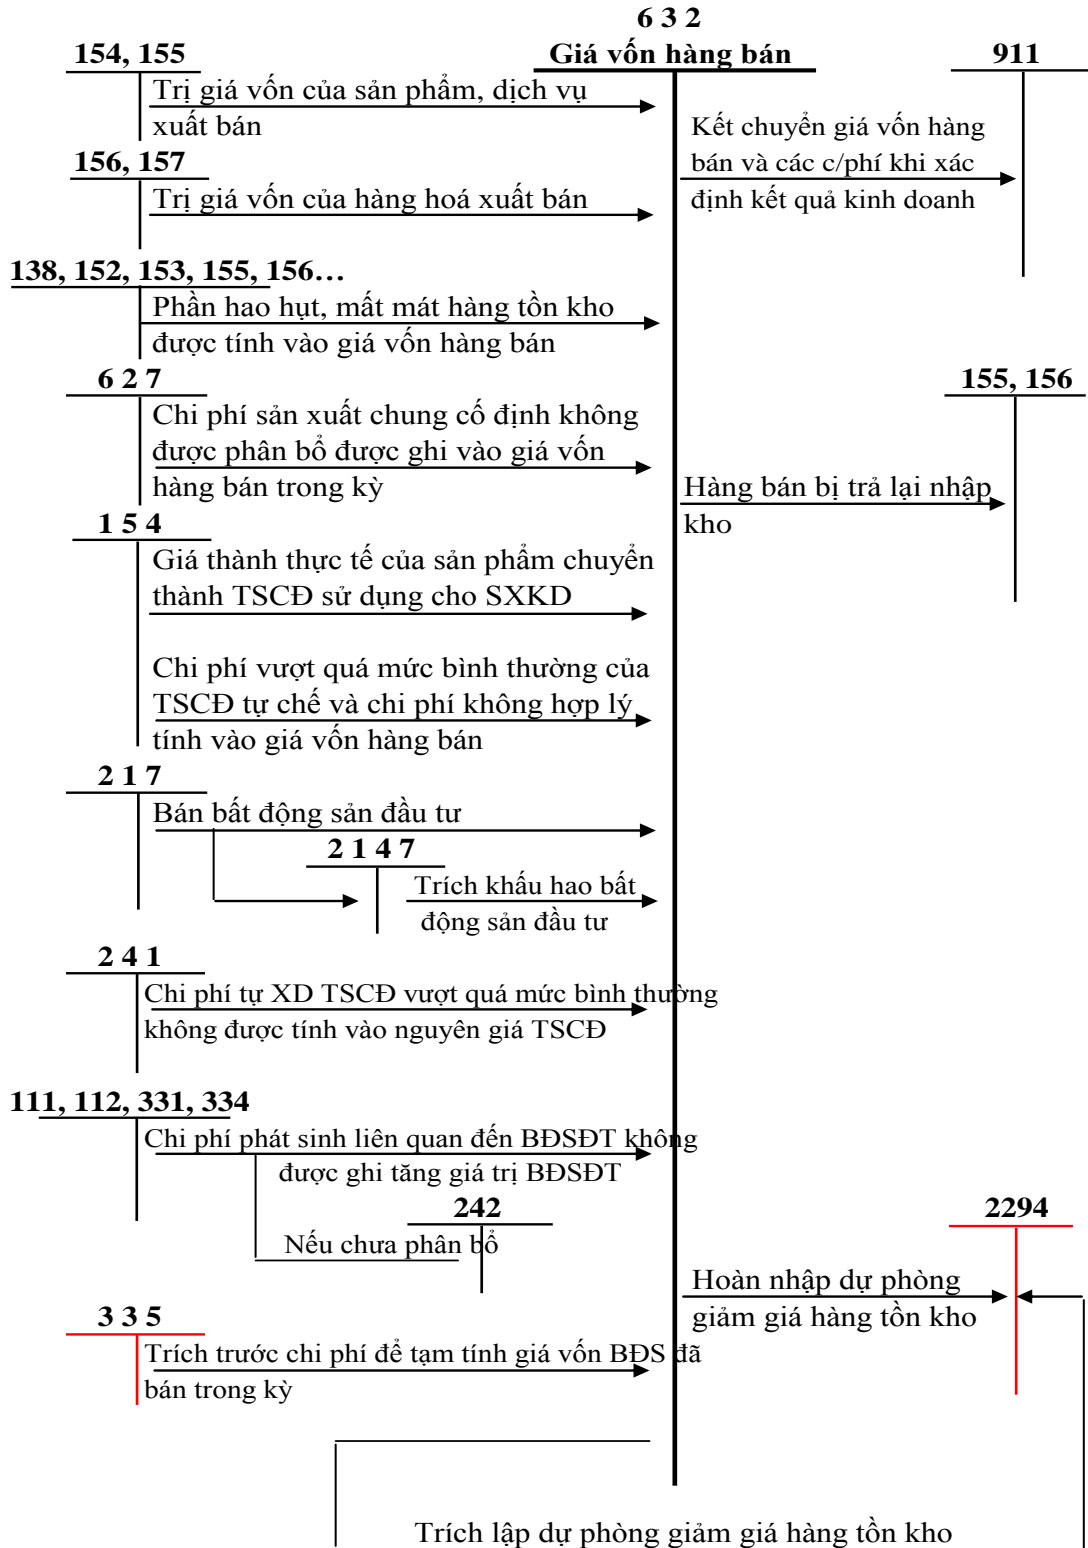 6 3 2
154, 155
Giá vốn hàng bán
911
Trị giá vốn của sản phẩm, dịch vụ
xuất bán
Kết chuyển giá vốn hàng
bán và các c/phí khi xác
định kết quả kinh doanh
156, 157
Trị giá vốn của hàng hoá xuất bán
138, 152, 153, 155, 156…
Phần hao hụt, mất mát hàng tồn kho
được tính vào giá vốn hàng bán
6 2 7
155, 156
Chi phí sản xuất chung cố định không
được phân bổ được ghi vào giá vốn
hàng bán trong kỳ
Hàng bán bị trả lại nhập
kho
1 5 4
Giá thành thực tế của sản phẩm chuyển
thành TSCĐ sử dụng cho SXKD
Chi phí vượt quá mức bình thường của
TSCĐ tự chế và chi phí không hợp lý
tính vào giá vốn hàng bán
2 1 7
Bán bất động sản đầu tư
2 1 4 7
Trích khấu hao bất
động sản đầu tư
2 4 1
Chi phí tự XD TSCĐ vượt quá mức bình thường
không được tính vào nguyên giá TSCĐ
111, 112, 331, 334
Chi phí phát sinh liên quan đến BĐSĐT không
được ghi tăng giá trị BĐSĐT
242
2294
Nếu chưa phân bổ
Hoàn nhập dự phòng
giảm giá hàng tồn kho
3 3 5
Trích trước chi phí để tạm tính giá vốn BĐS đã
bán trong kỳ
Trích lập dự phòng giảm giá hàng tồn kho